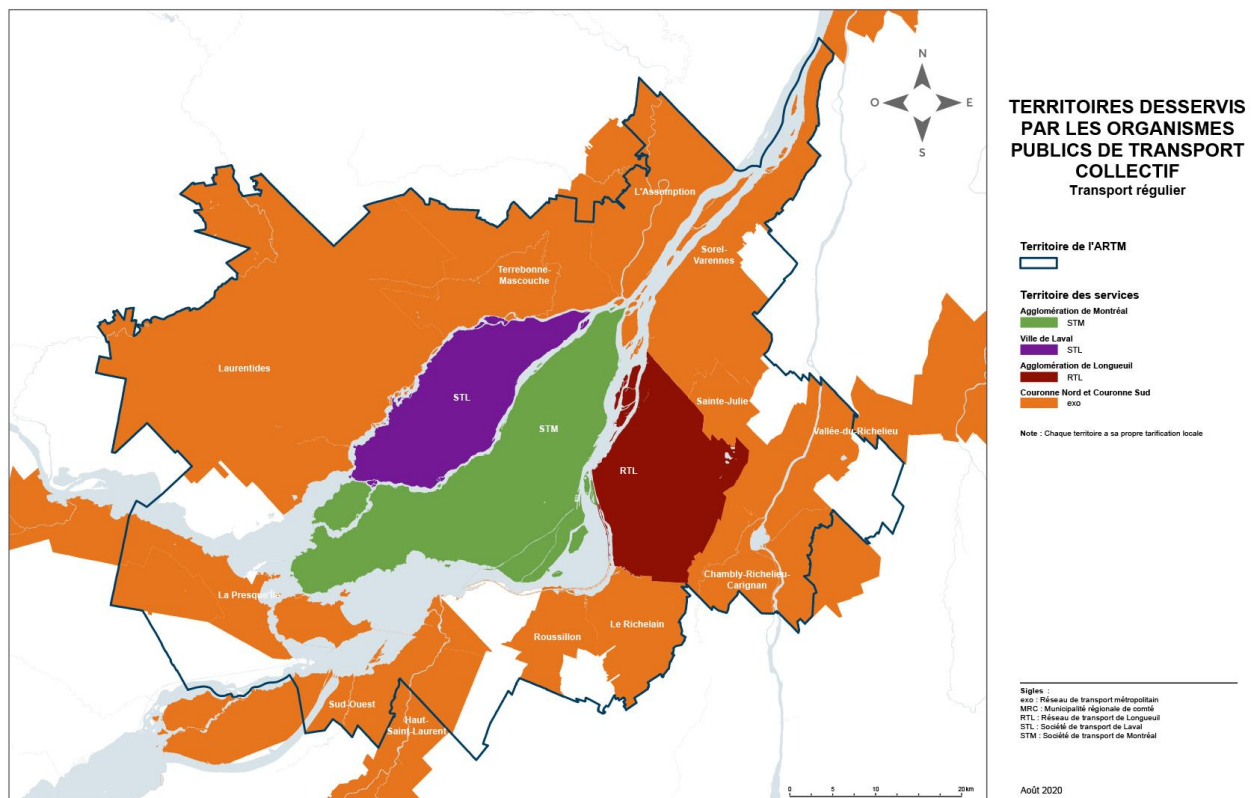 TERRITOIRES DESSERVIS
PAR LES ORGANISMES
PUBLICS DE TRANSPORT
COLLECTIF
Transport régulier
Territoire de l'ARTM
Territoire des services
Agglomération de Montréal
STM
Ville de Laval
STL
Agglomération de Longueuil
RTL
Couronne Nord et Couronne Sud
exo
Note : Chaque territoire a sa propre tarification locale
Sigles :
exo : Réseau de transport métropolitain
MRC : Municipalité régionale de comté
RTL : Réseau de transport de Longueuil
STL : Société de transport de Laval
STM : Société de transport de Montréal
Août 2020
N
O
E
S
L'Assomption
Sorel-
Varennes
Terrebonne-
Mascouche
Laurentides
STL
STM
Sainte-Julie
Vallée-du-Richelieu
RTL
Chambly-Richelieu-
Carignan
La Presqu'île
Le Richelain
Roussillon
Sud-Ouest
Haut-
Saint-Laurent
0
5
10
20 km